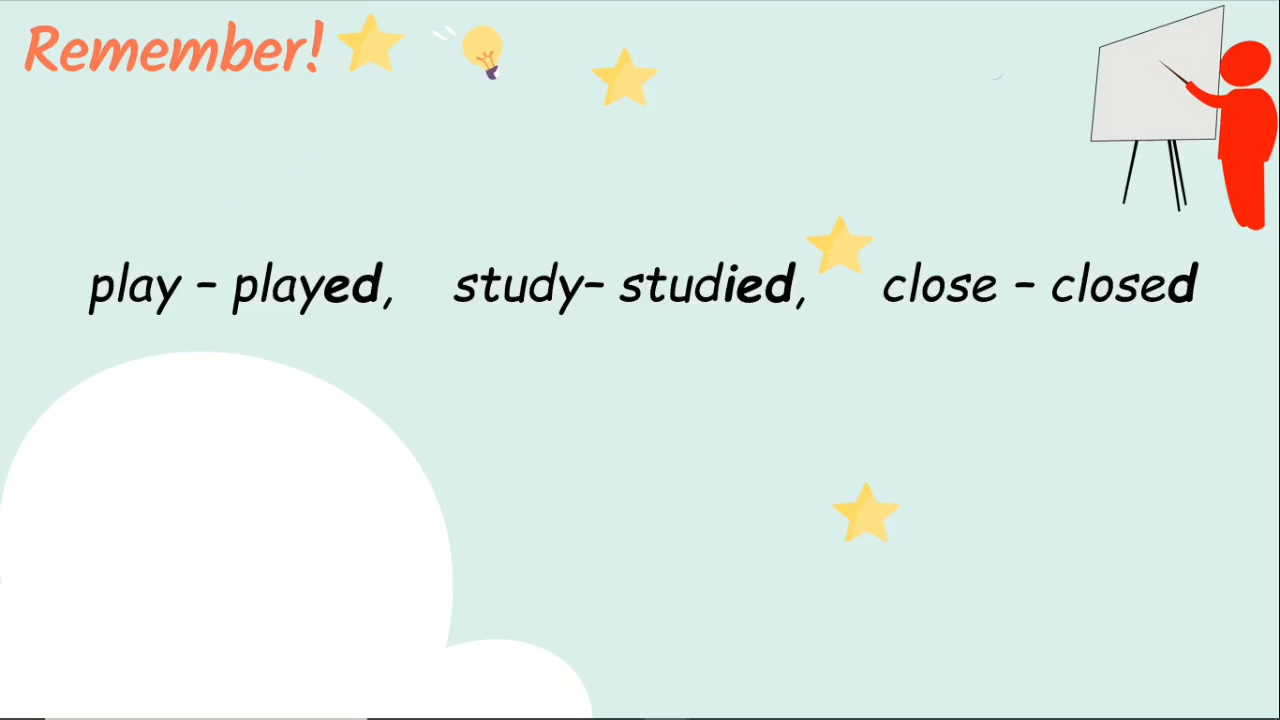 Remember!
play – played, study– studied, close – closed